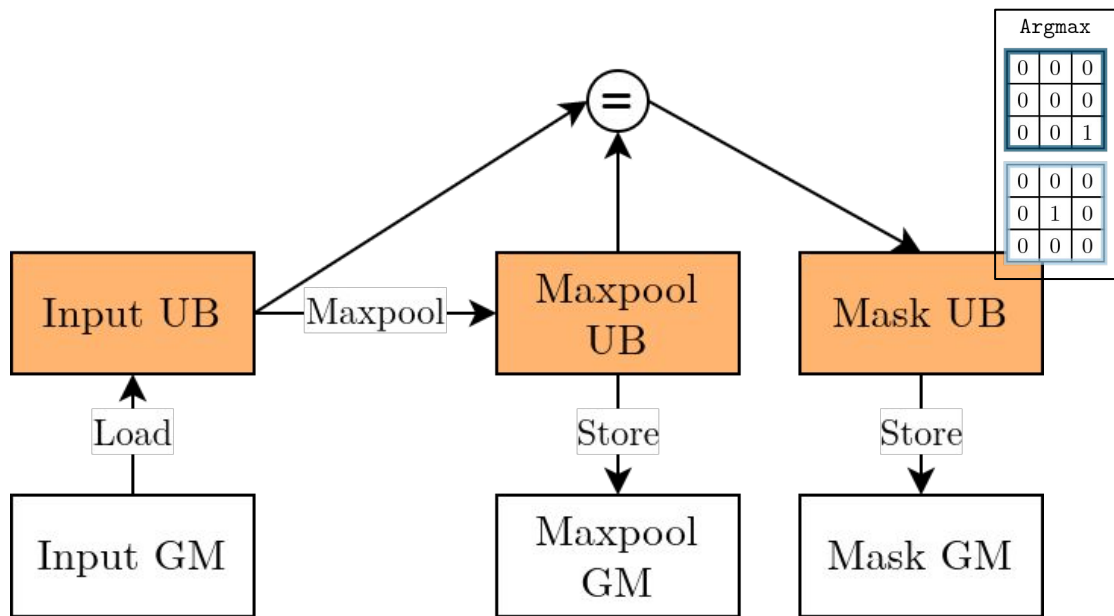 Argmax
0 0 0
0 0 0
0 0 1
0 0 0
0 1 0
0 0 0
=
Input UB
Maxpool
Maxpool
UB
Mask UB
Load
Store
Store
Input GM
Maxpool
GM
Mask GM